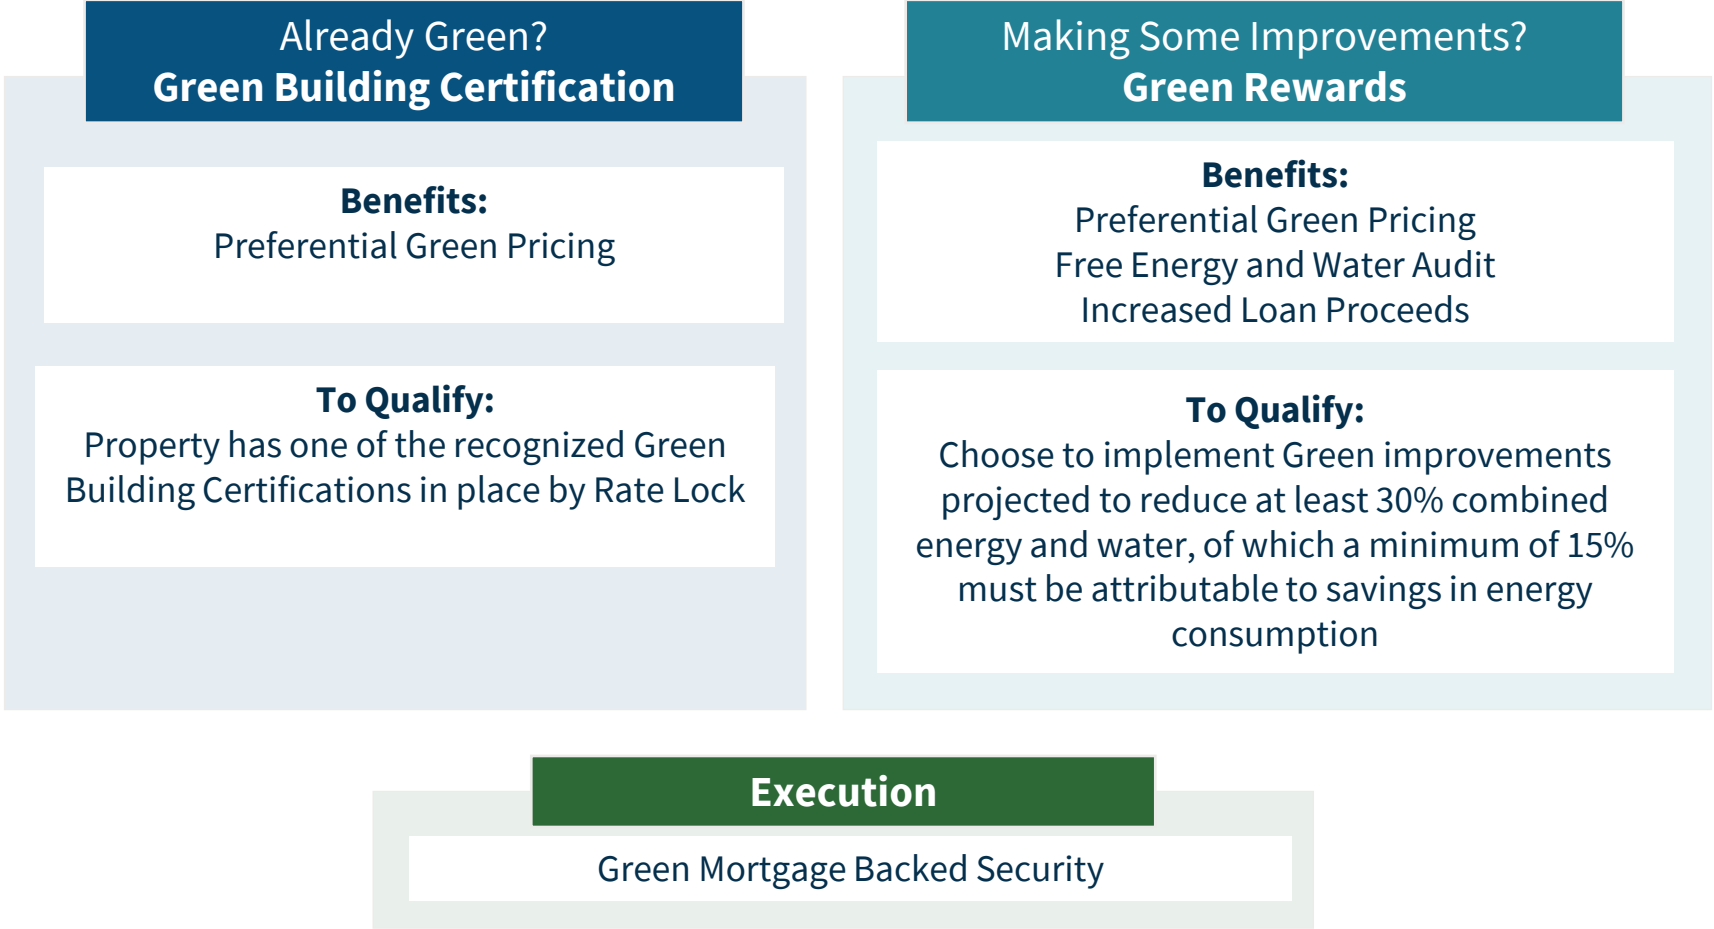 Already Green?
Green Building Certification
Benefits:
Preferential Green Pricing
To Qualify:
Property has one of the recognized Green
Building Certifications in place by Rate Lock
Making Some Improvements?
Green Rewards
Benefits:
Preferential Green Pricing
Free Energy and Water Audit
Increased Loan Proceeds
To Qualify:
Choose to implement Green improvements
projected to reduce at least 30% combined
energy and water, of which a minimum of 15%
must be attributable to savings in energy
consumption
Execution
Green Mortgage Backed Security